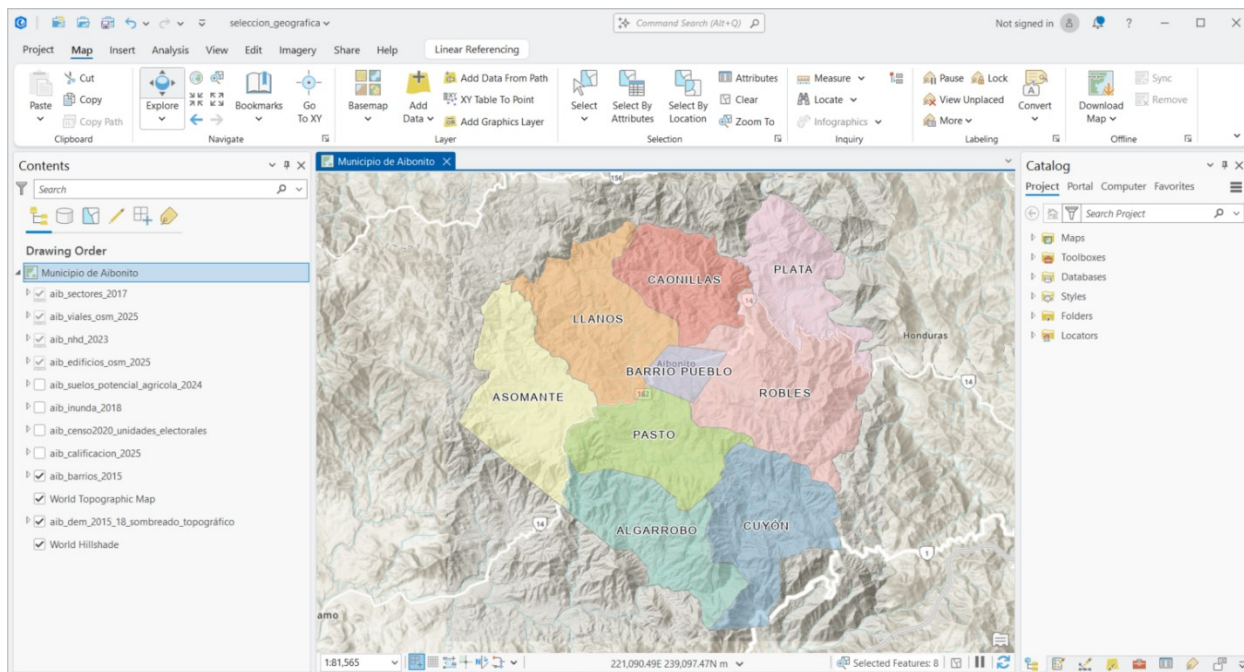 seleccion_geografica
Command Search (Alt+Q)
Not signed in
?
Project Map Insert Analysis View Edit Imagery Share Help Linear Referencing
Paste
Cut
Copy
Copy Path
Clipboard
Explore
Bookmarks
Go To XY
Navigate
Basemap
Add Data
Add Data From Path
XY Table To Point
Add Graphics Layer
Layer
Select
Select By Attributes
Select By Location
Attributes
Clear
Zoom To
Selection
Measure
Locate
Infographics
Inquiry
Pause
Lock
View Unplaced
More
Convert
Labeling
Download Map
Sync
Remove
Offline
Contents
Search
Drawing Order
Municipio de Aibonito
aib_sectores_2017
aib_viales_osm_2025
aib_nhd_2023
aib_edificios_osm_2025
aib_suelos_potencial_agricola_2024
aib_inunda_2018
aib_censo2020_unidades_electorales
aib_calificacion_2025
aib_barrios_2015
World Topographic Map
aib_dem_2015_18_sombreado_topográfico
World Hillshade
Municipio de Aibonito
156
PLATA
CAONILLAS
14
LLANOS
Honduras
Aibonito
BARRIO PUEBLO
14
ASOMANTE
162
ROBLES
PASTO
14
ALGARROBO
CUYÓN
1
amo
1:81,565
221,090.49E 239,097.47N m
Selected Features: 8
Catalog
Project Portal Computer Favorites
Search Project
Maps
Toolboxes
Databases
Styles
Folders
Locators